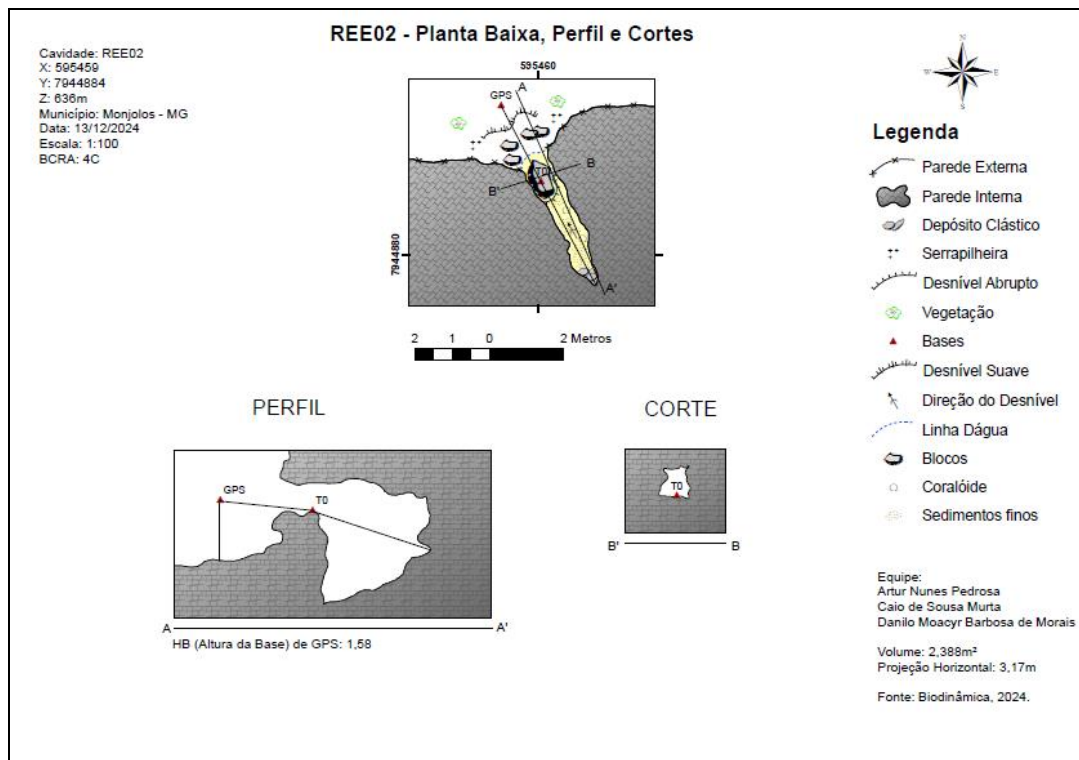 REE02 - Planta Baixa, Perfil e Cortes
Cavidade: REE02
X: 595459
Y: 7944884
Z: 636m
Município: Monjolos - MG
Data: 13/12/2024
Escala: 1:100
BCRA: 4C
595460
GPS
A
B
T0
B'
7944880
A'
2 1 0 2 Metros
N
W E
S
Legenda
Parede Externa
Parede Interna
Depósito Clástico
Serrapilheira
Desnível Abrupto
Vegetação
Bases
Desnível Suave
Direção do Desnível
Linha Dágua
Blocos
Coralóide
Sedimentos finos
PERFIL
GPS
T0
A A'
HB (Altura da Base) de GPS: 1,58
CORTE
T0
B' B
Equipe:
Artur Nunes Pedrosa
Caio de Sousa Murta
Danilo Moacyr Barbosa de Morais
Volume: 2,388m²
Projeção Horizontal: 3,17m
Fonte: Biodinâmica, 2024.